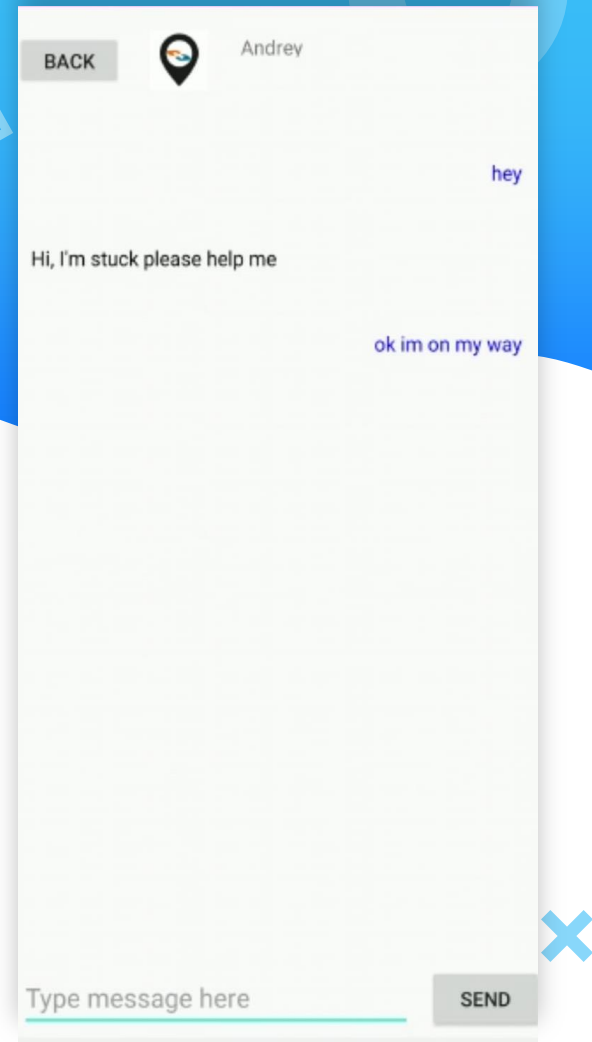 BACK
Andrey
hey
Hi, I'm stuck please help me
ok im on my way
Type message here
SEND